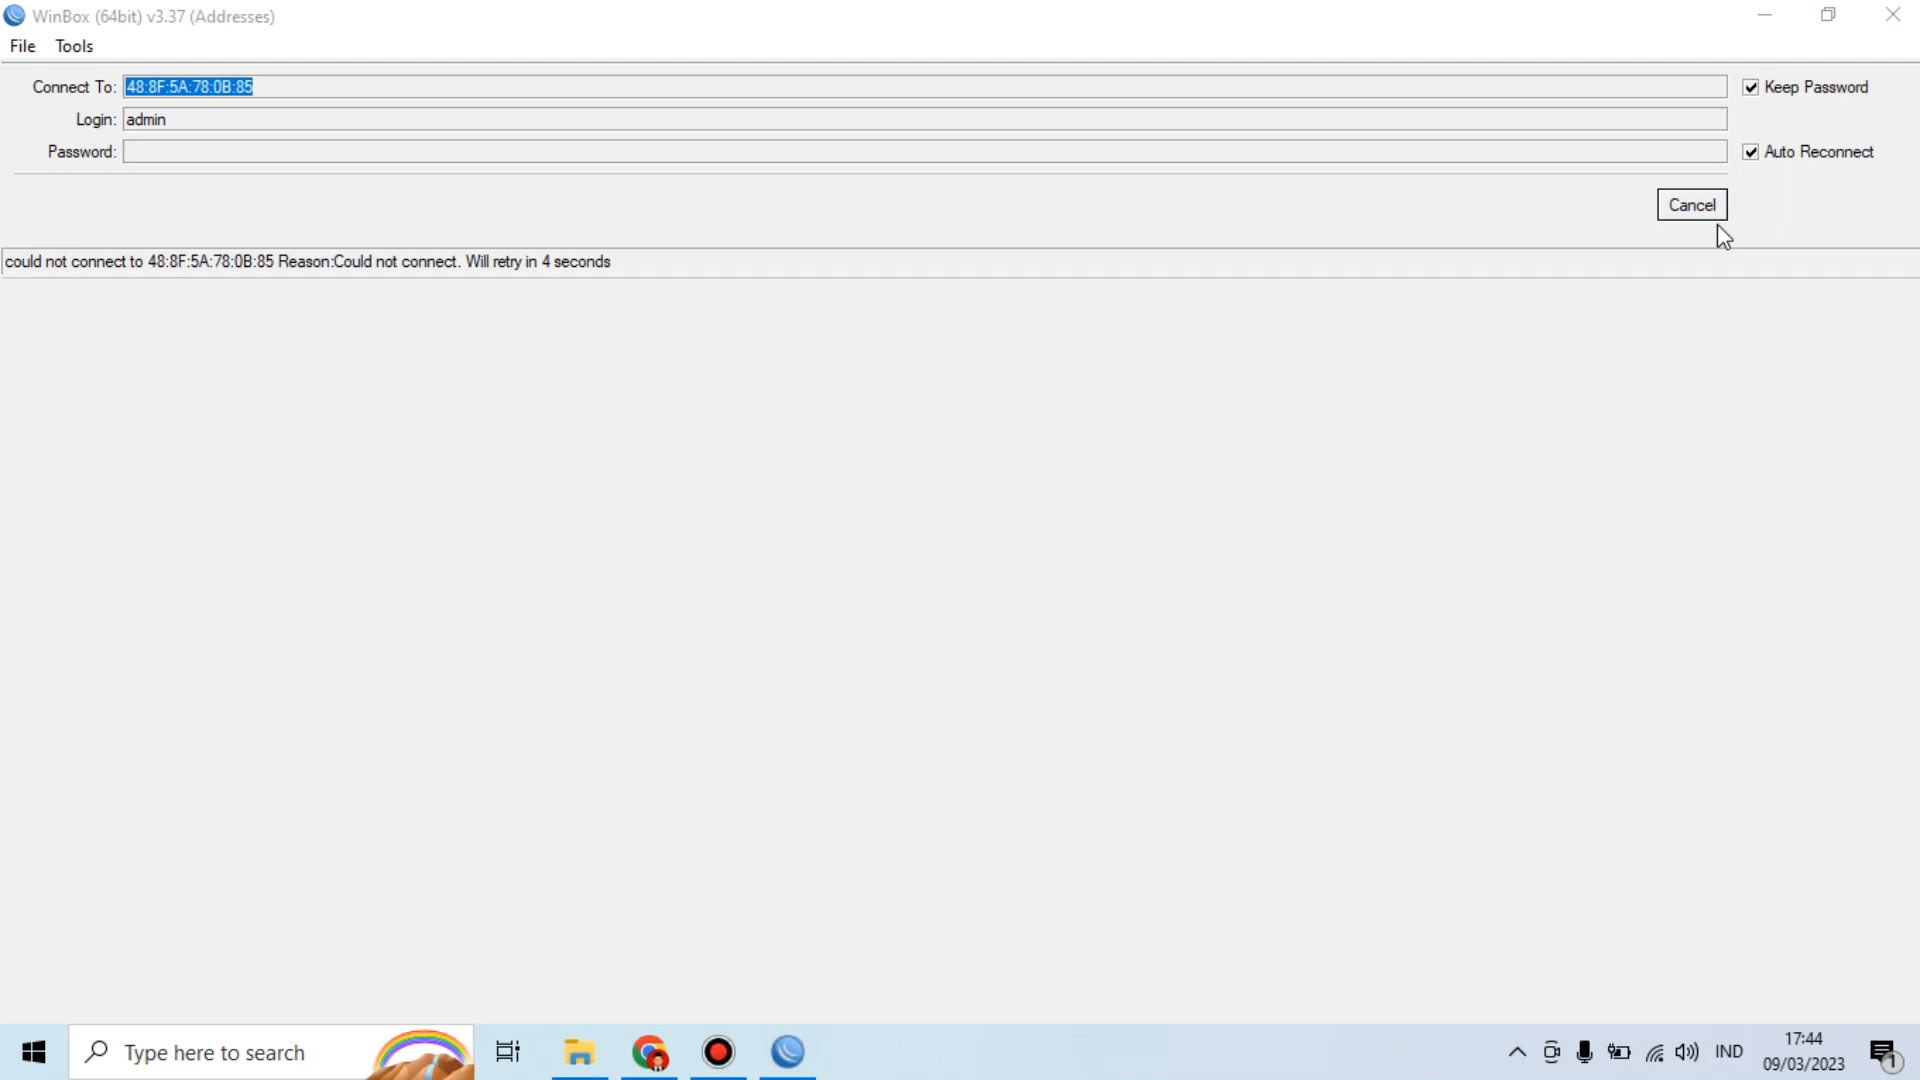 WinBox (64bit) v3.37 (Addresses)
File Tools
Connect To: 48:8F:5A:78:0B:85 Keep Password
Login: admin
Password: Auto Reconnect
Cancel
could not connect to 48:8F:5A:78:0B:85 Reason:Could not connect. Will retry in 4 seconds
Type here to search
IND
17:44
09/03/2023
1